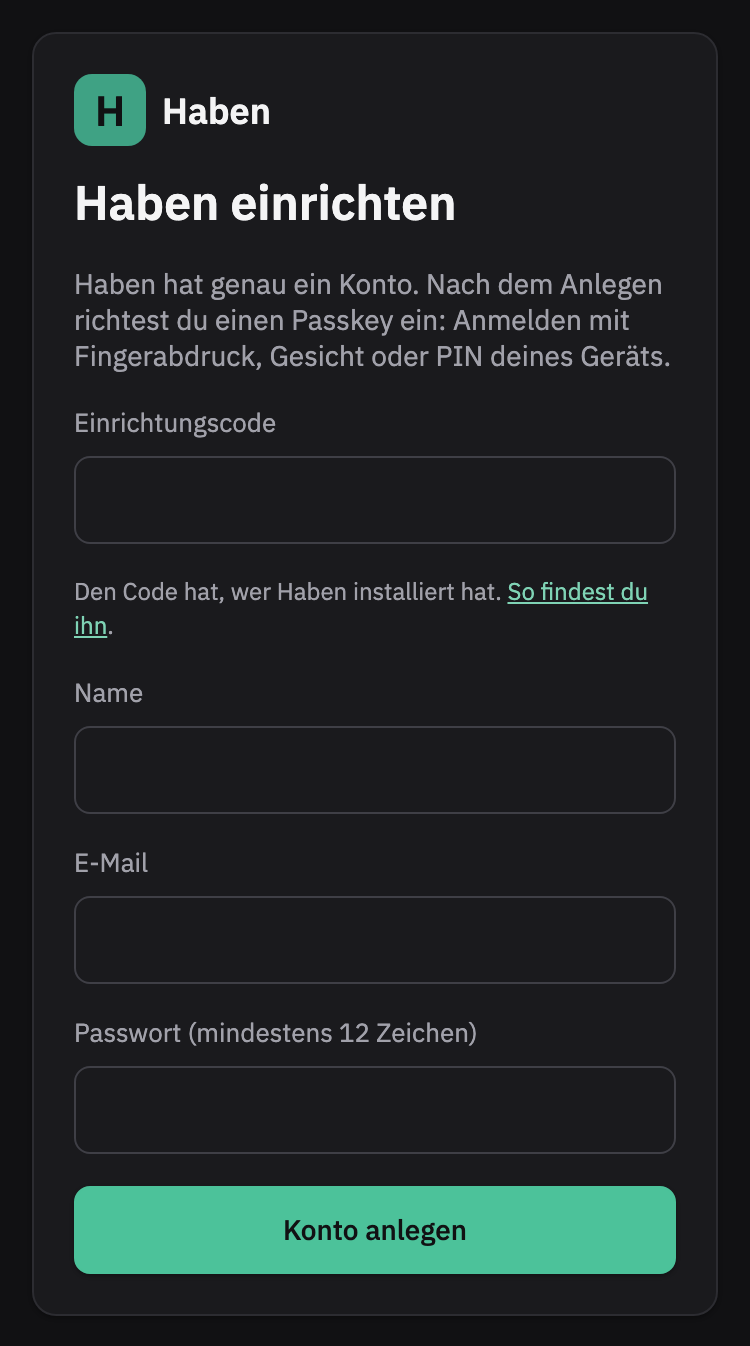 H Haben
Haben einrichten
Haben hat genau ein Konto. Nach dem Anlegen
richtest du einen Passkey ein: Anmelden mit
Fingerabdruck, Gesicht oder PIN deines Geräts.
Einrichtungscode
Den Code hat, wer Haben installiert hat. So findest du
ihn.
Name
E-Mail
Passwort (mindestens 12 Zeichen)
Konto anlegen